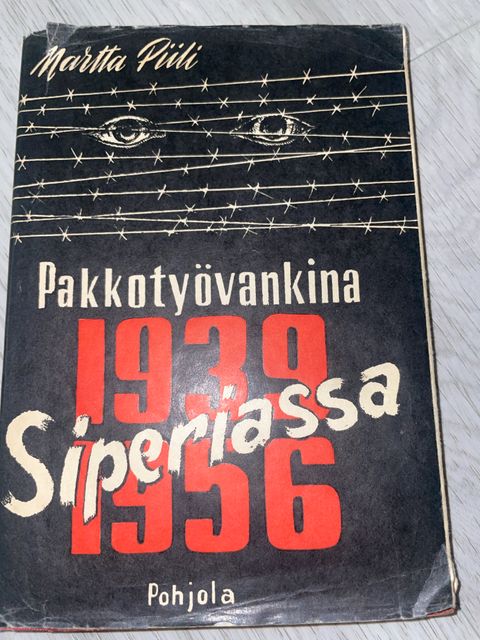 Martta Piili
Pakkotyövankina
1939
Siperiassa
1956
Pohjola